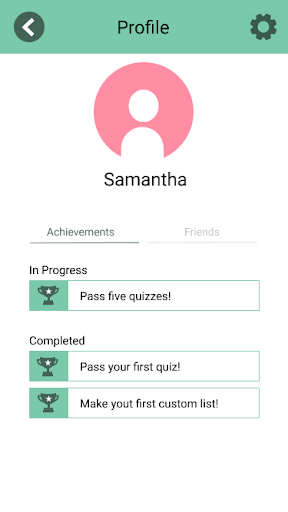 Profile
Samantha
Achievements
Friends
In Progress
Pass five quizzes!
Completed
Pass your first quiz!
Make yout first custom list!